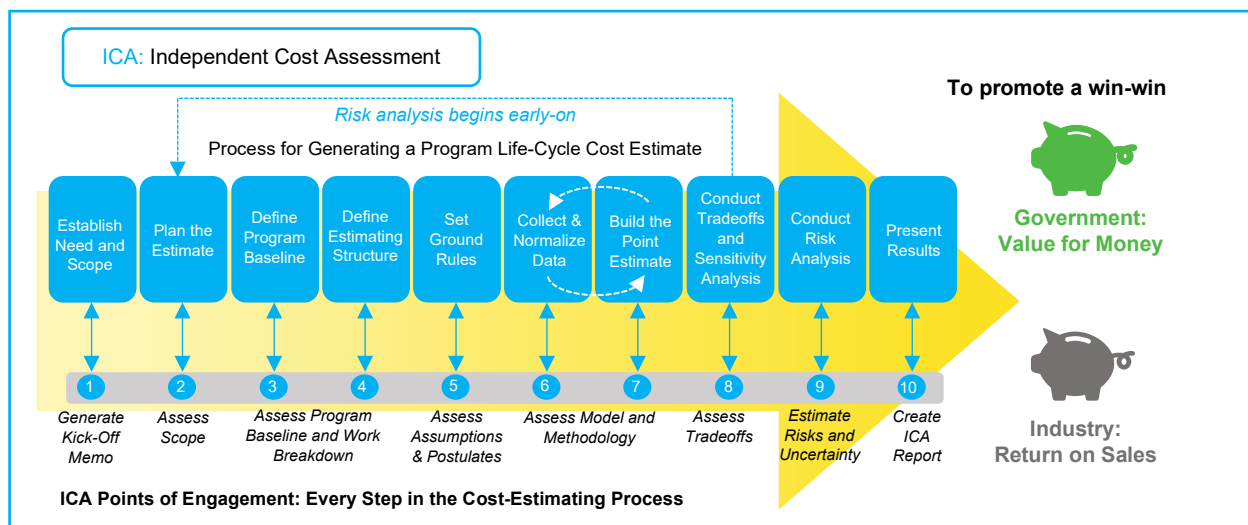 ICA: Independent Cost Assessment
To promote a win-win
Risk analysis begins early-on
Process for Generating a Program Life-Cycle Cost Estimate
Establish
Need and
Scope
Plan the
Estimate
Define
Program
Baseline
Define
Estimating
Structure
Set
Ground
Rules
Collect &
Normalize
Data
Build the
Point
Estimate
Conduct
Tradeoffs
and
Sensitivity
Analysis
Conduct
Risk
Analysis
Present
Results
Government:
Value for Money
1
2
3
4
5
6
7
8
9
10
Generate
Kick-Off
Memo
Assess
Scope
Assess Program
Baseline and Work
Breakdown
Assess
Assumptions
& Postulates
Assess Model and
Methodology
Assess
Tradeoffs
Estimate
Risks and
Uncertainty
Create
ICA
Report
Industry:
Return on Sales
ICA Points of Engagement: Every Step in the Cost-Estimating Process